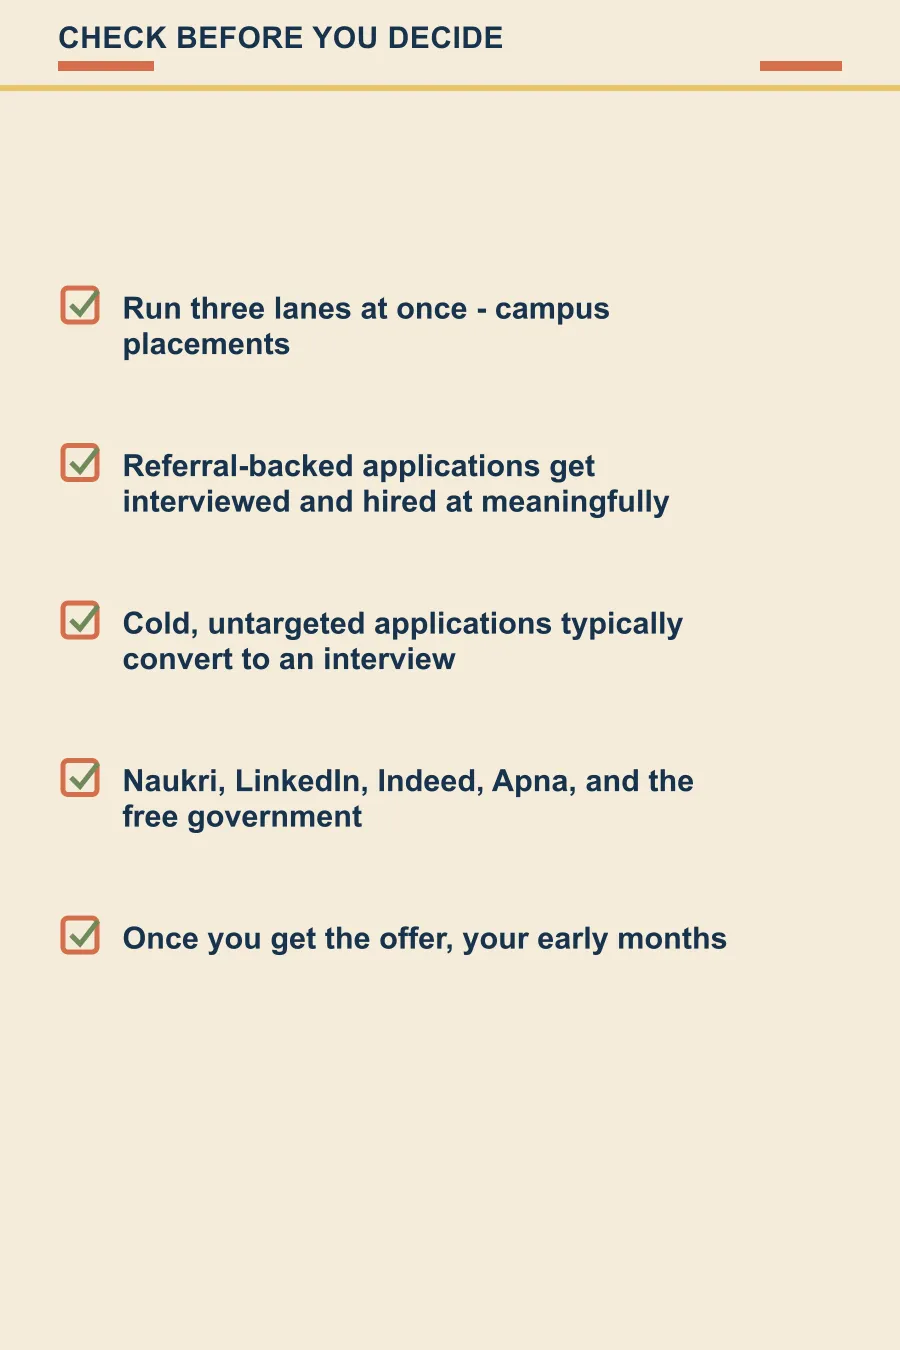 CHECK BEFORE YOU DECIDE
Run three lanes at once - campus
placements
Referral-backed applications get
interviewed and hired at meaningfully
Cold, untargeted applications typically
convert to an interview
Naukri, LinkedIn, Indeed, Apna, and the
free government
Once you get the offer, your early months